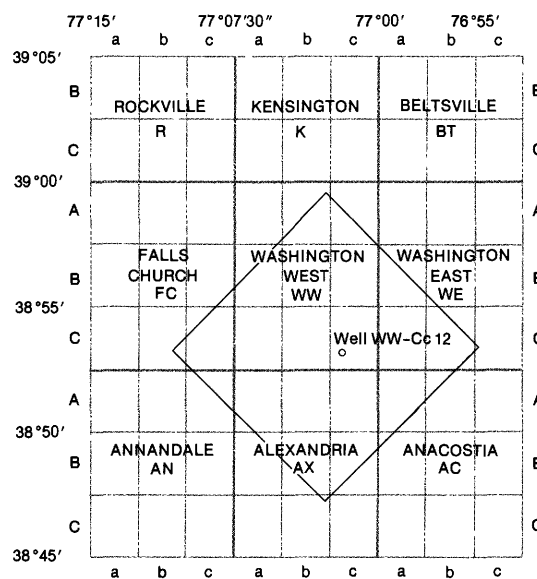 77°15′ 77°07′30″ 77°00′ 76°55′
a b c a b c a b c
39°05′
B B
ROCKVILLE KENSINGTON BELTSVILLE
R K BT
C C
39°00′
A A
FALLS WASHINGTON WASHINGTON
B CHURCH WEST EAST B
FC WW WE
38°55′
C Well WW-Cc 12 C
A A
38°50′
ANNANDALE ALEXANDRIA ANACOSTIA
B AN AX AC B
C C
38°45′
a b c a b c a b c